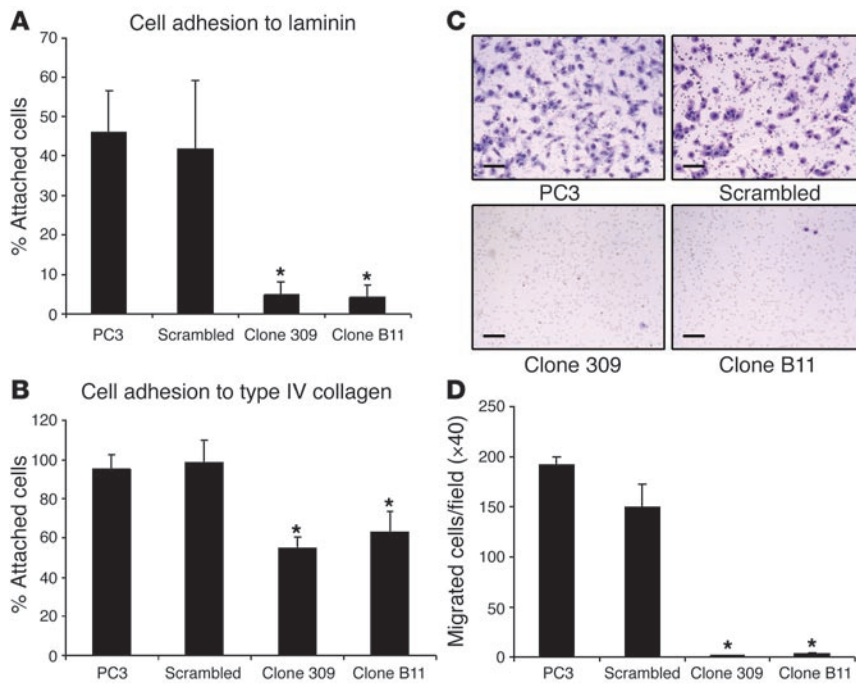 A
Cell adhesion to laminin
% Attached cells
70
60
50
40
30
20
10
0
*
*
PC3 Scrambled Clone 309 Clone B11
B
Cell adhesion to type IV collagen
% Attached cells
120
100
80
60
40
20
0
*
*
PC3 Scrambled Clone 309 Clone B11
C
PC3 Scrambled
Clone 309 Clone B11
D
Migrated cells/field (×40)
250
200
150
100
50
0
*
*
PC3 Scrambled Clone 309 Clone B11